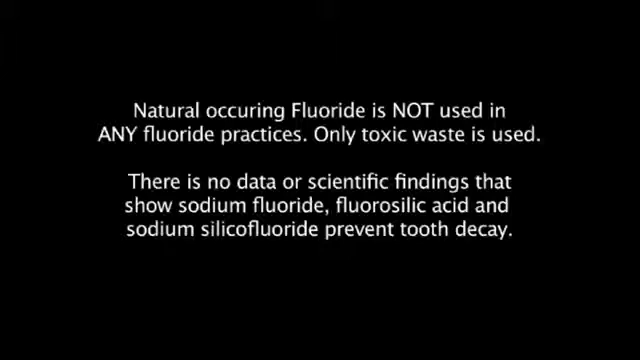 Natural occuring Fluoride is NOT used in
ANY fluoride practices. Only toxic waste is used.
There is no data or scientific findings that
show sodium fluoride, fluorosilic acid and
sodium silicofluoride prevent tooth decay.